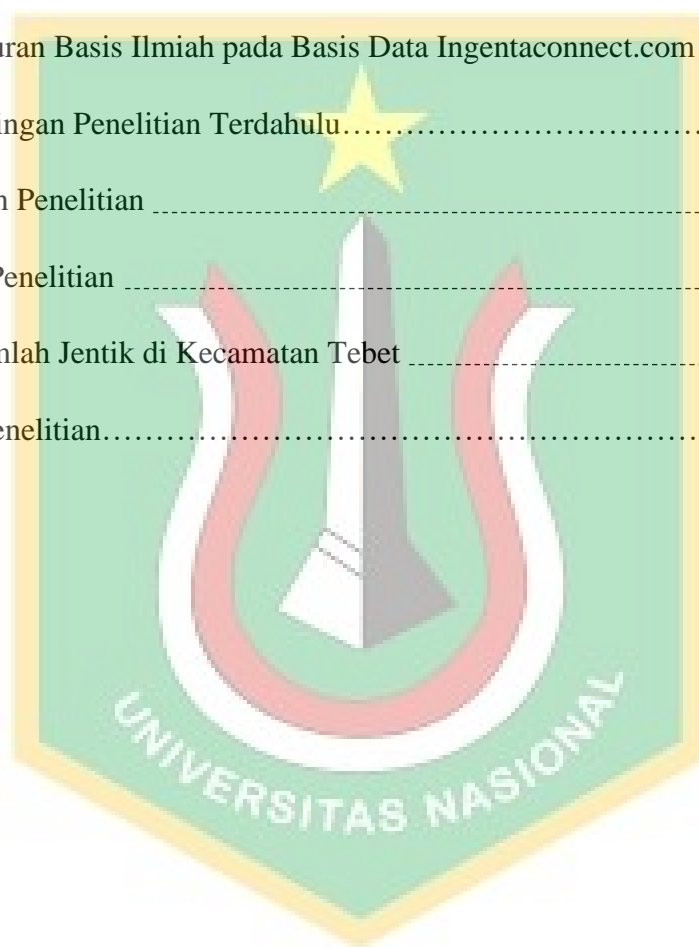 uran Basis Ilmiah pada Basis Data Ingentaconnect.com
ingan Penelitian Terdahulu……………………………………
n Penelitian
Penelitian
mlah Jentik di Kecamatan Tebet
enelitian………………………………………………………
UNIVERSITAS NASIONAL